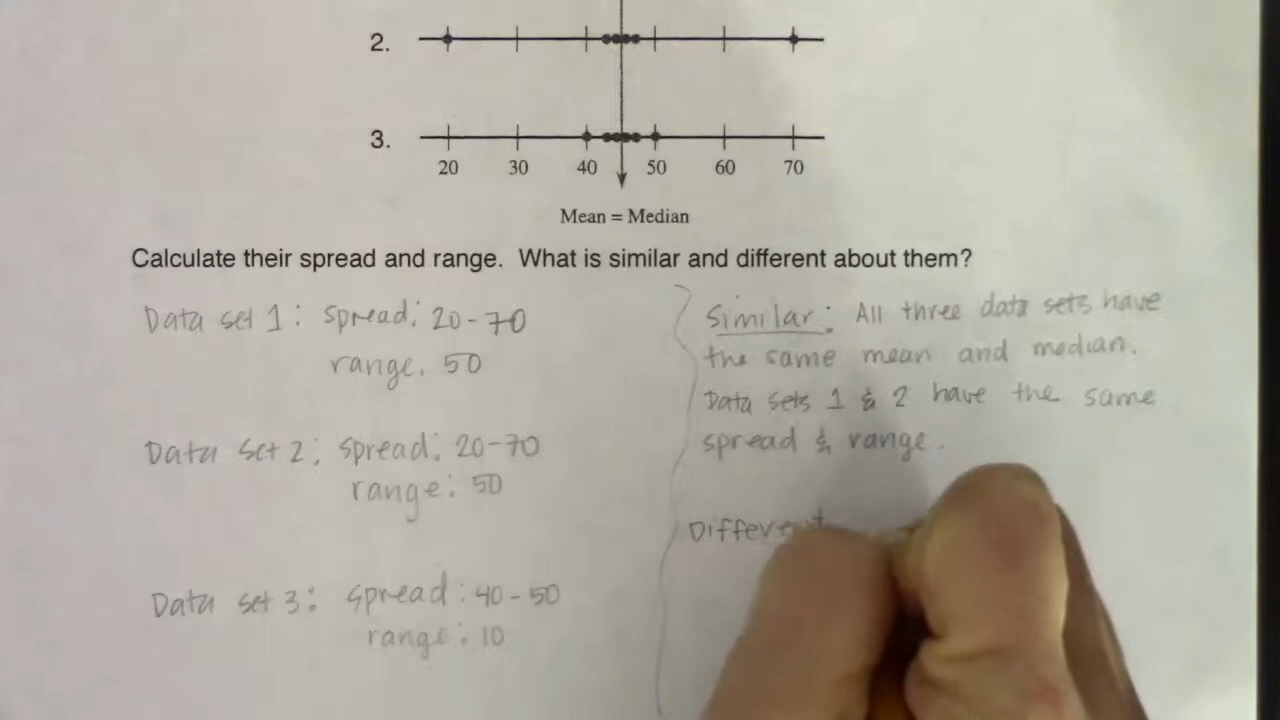 2.
3.
20 30 40 50 60 70
Mean = Median
Calculate their spread and range. What is similar and different about them?
Data set 1: spread: 20-70
range. 50
Data set 2: spread: 20-70
range: 50
Data set 3: spread: 40-50
range: 10
Similar: All three data sets have
the same mean and median.
Data sets 1 & 2 have the same
spread & range.
Different